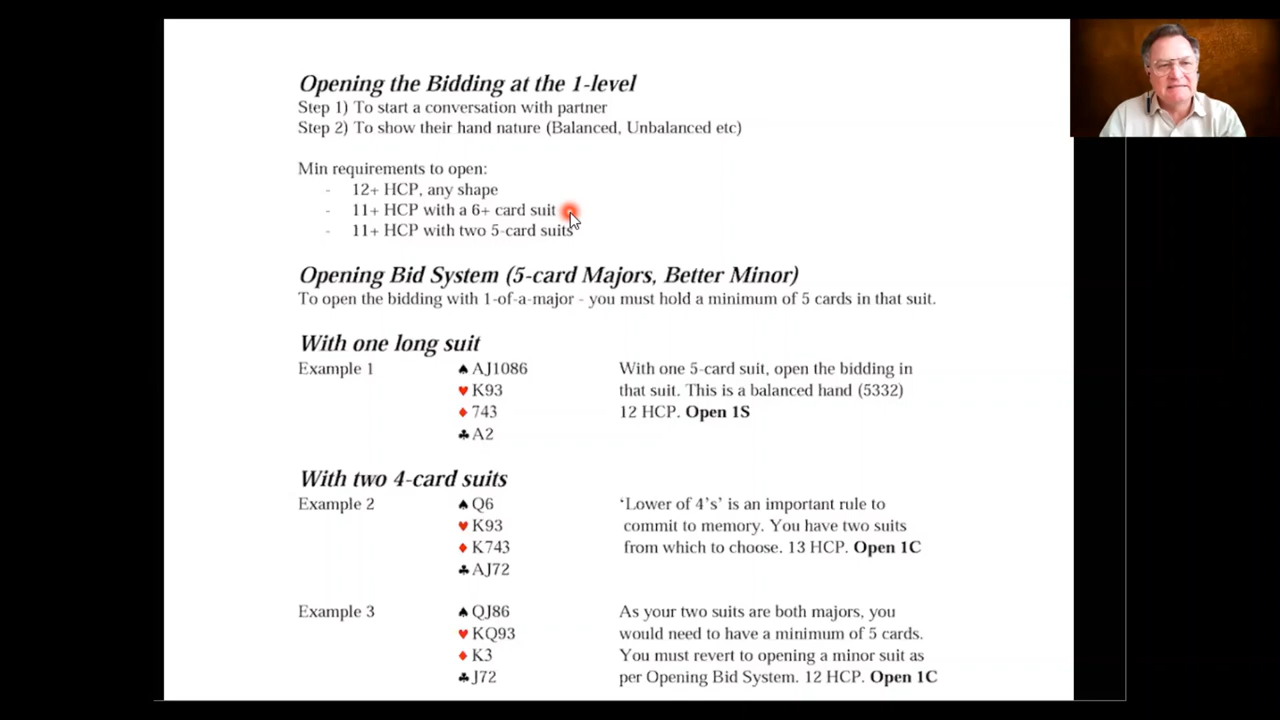 Opening the Bidding at the 1-level
Step 1) To start a conversation with partner
Step 2) To show their hand nature (Balanced, Unbalanced etc)
Min requirements to open:
- 12+ HCP, any shape
- 11+ HCP with a 6+ card suit
- 11+ HCP with two 5-card suits
Opening Bid System (5-card Majors, Better Minor)
To open the bidding with 1-of-a-major - you must hold a minimum of 5 cards in that suit.
With one long suit
Example 1 ♠ AJ1086 With one 5-card suit, open the bidding in
♥ K93 that suit. This is a balanced hand (5332)
♦ 743 12 HCP. Open 1S
♣ A2
With two 4-card suits
Example 2 ♠ Q6 ‘Lower of 4’s’ is an important rule to
♥ K93 commit to memory. You have two suits
♦ K743 from which to choose. 13 HCP. Open 1C
♣ AJ72
Example 3 ♠ QJ86 As your two suits are both majors, you
♥ KQ93 would need to have a minimum of 5 cards.
♦ K3 You must revert to opening a minor suit as
♣ J72 per Opening Bid System. 12 HCP. Open 1C